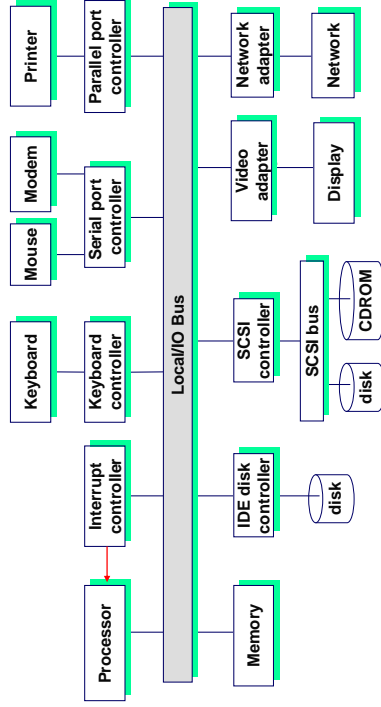 Processor
Interrupt
controller
Keyboard
Keyboard
controller
Mouse
Modem
Serial port
controller
Printer
Parallel port
controller
Local/IO Bus
Memory
IDE disk
controller
disk
SCSI
controller
SCSI bus
disk
CDROM
Video
adapter
Display
Network
adapter
Network